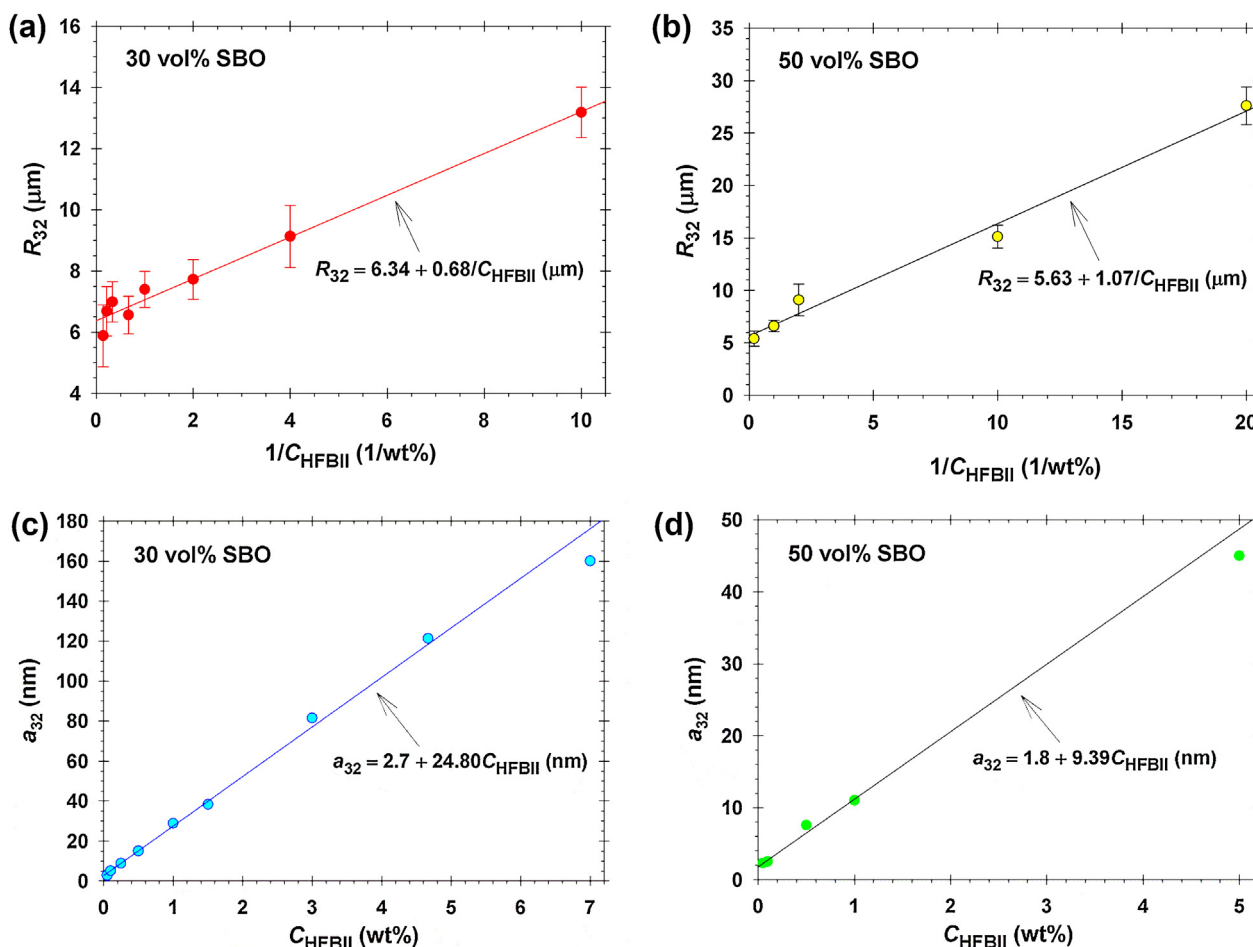 (a)
30 vol% SBO
16
14
12
10
8
6
4
R32 (μm)
R32 = 6.34 + 0.68/CHFBII (μm)
0 2 4 6 8 10
1/CHFBII (1/wt%)
(b)
50 vol% SBO
35
30
25
20
15
10
5
0
R32 (μm)
R32 = 5.63 + 1.07/CHFBII (μm)
0 5 10 15 20
1/CHFBII (1/wt%)
(c)
30 vol% SBO
180
160
140
120
100
80
60
40
20
0
a32 (nm)
a32 = 2.7 + 24.80CHFBII (nm)
0 1 2 3 4 5 6 7
CHFBII (wt%)
(d)
50 vol% SBO
50
40
30
20
10
0
a32 (nm)
a32 = 1.8 + 9.39CHFBII (nm)
0 1 2 3 4 5
CHFBII (wt%)